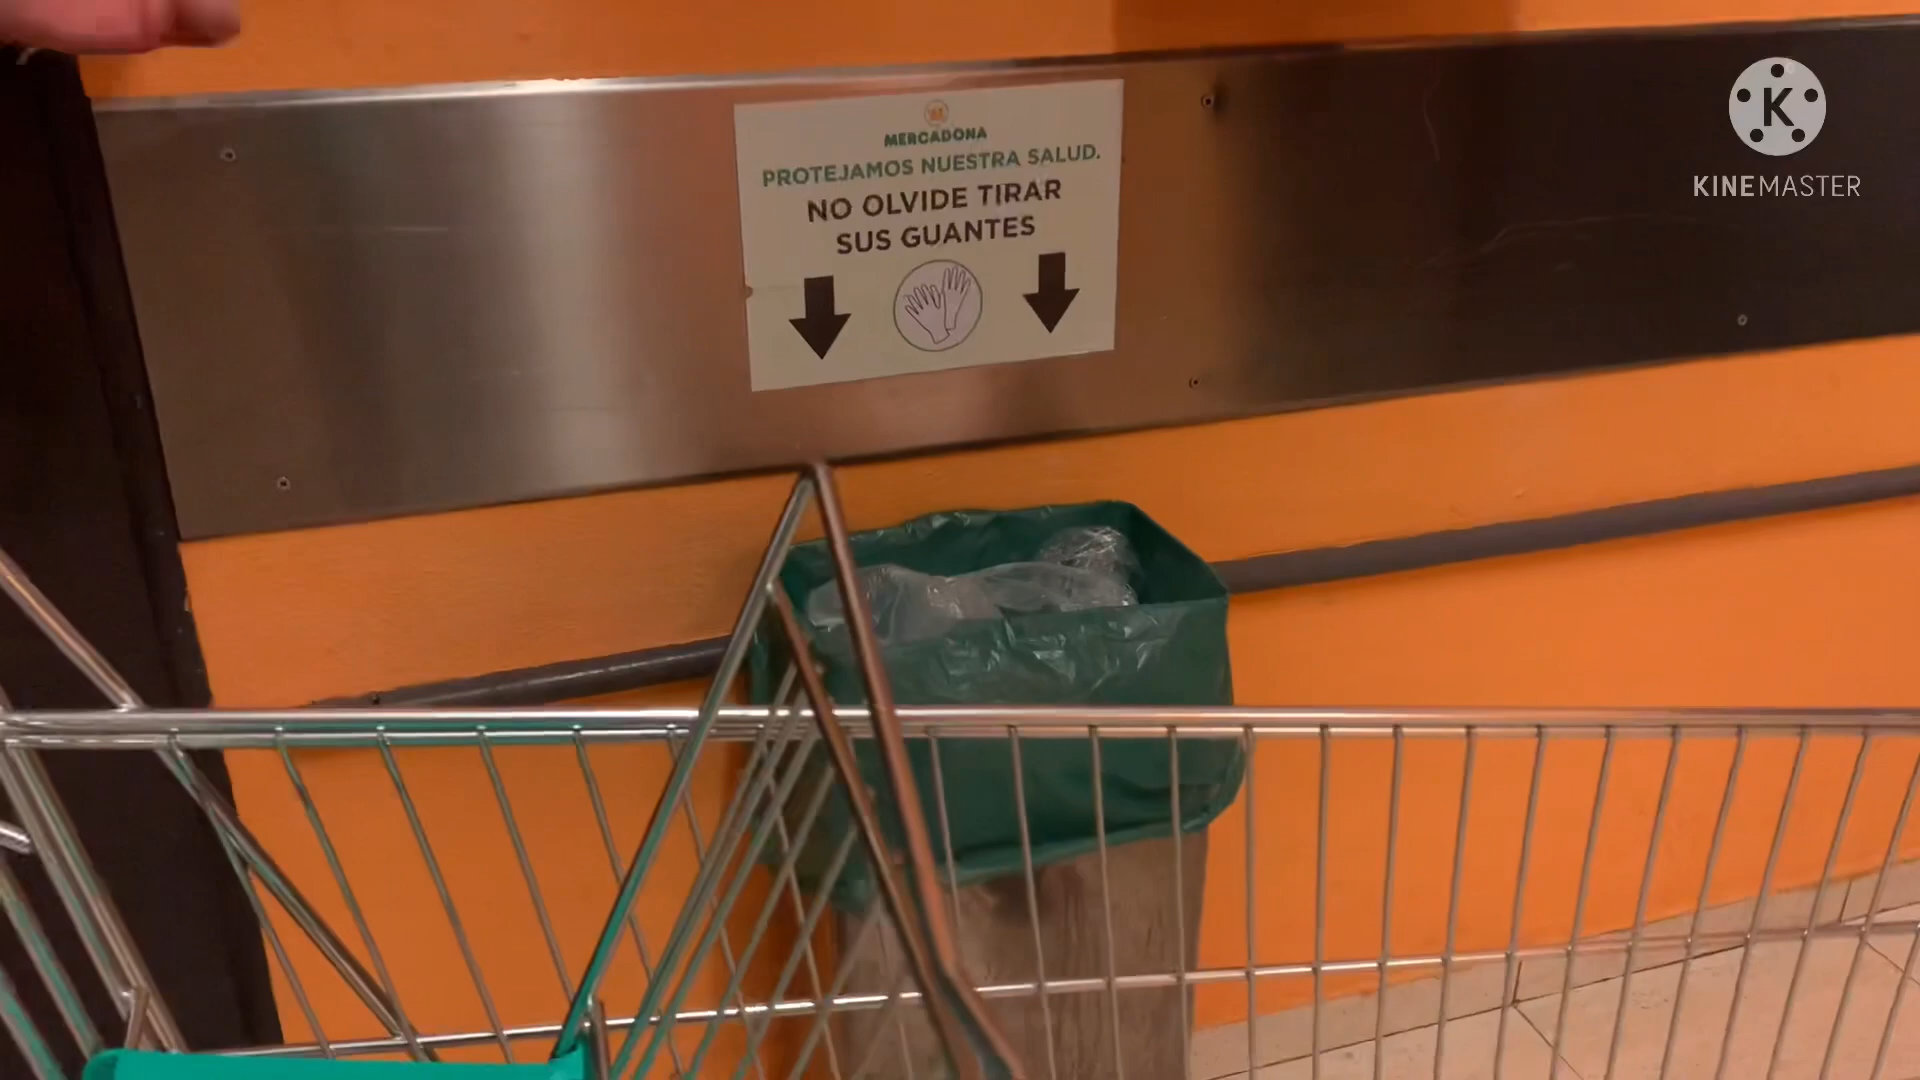 MERCADONA
PROTEJAMOS NUESTRA SALUD.
NO OLVIDE TIRAR
SUS GUANTES
K
KINEMASTER